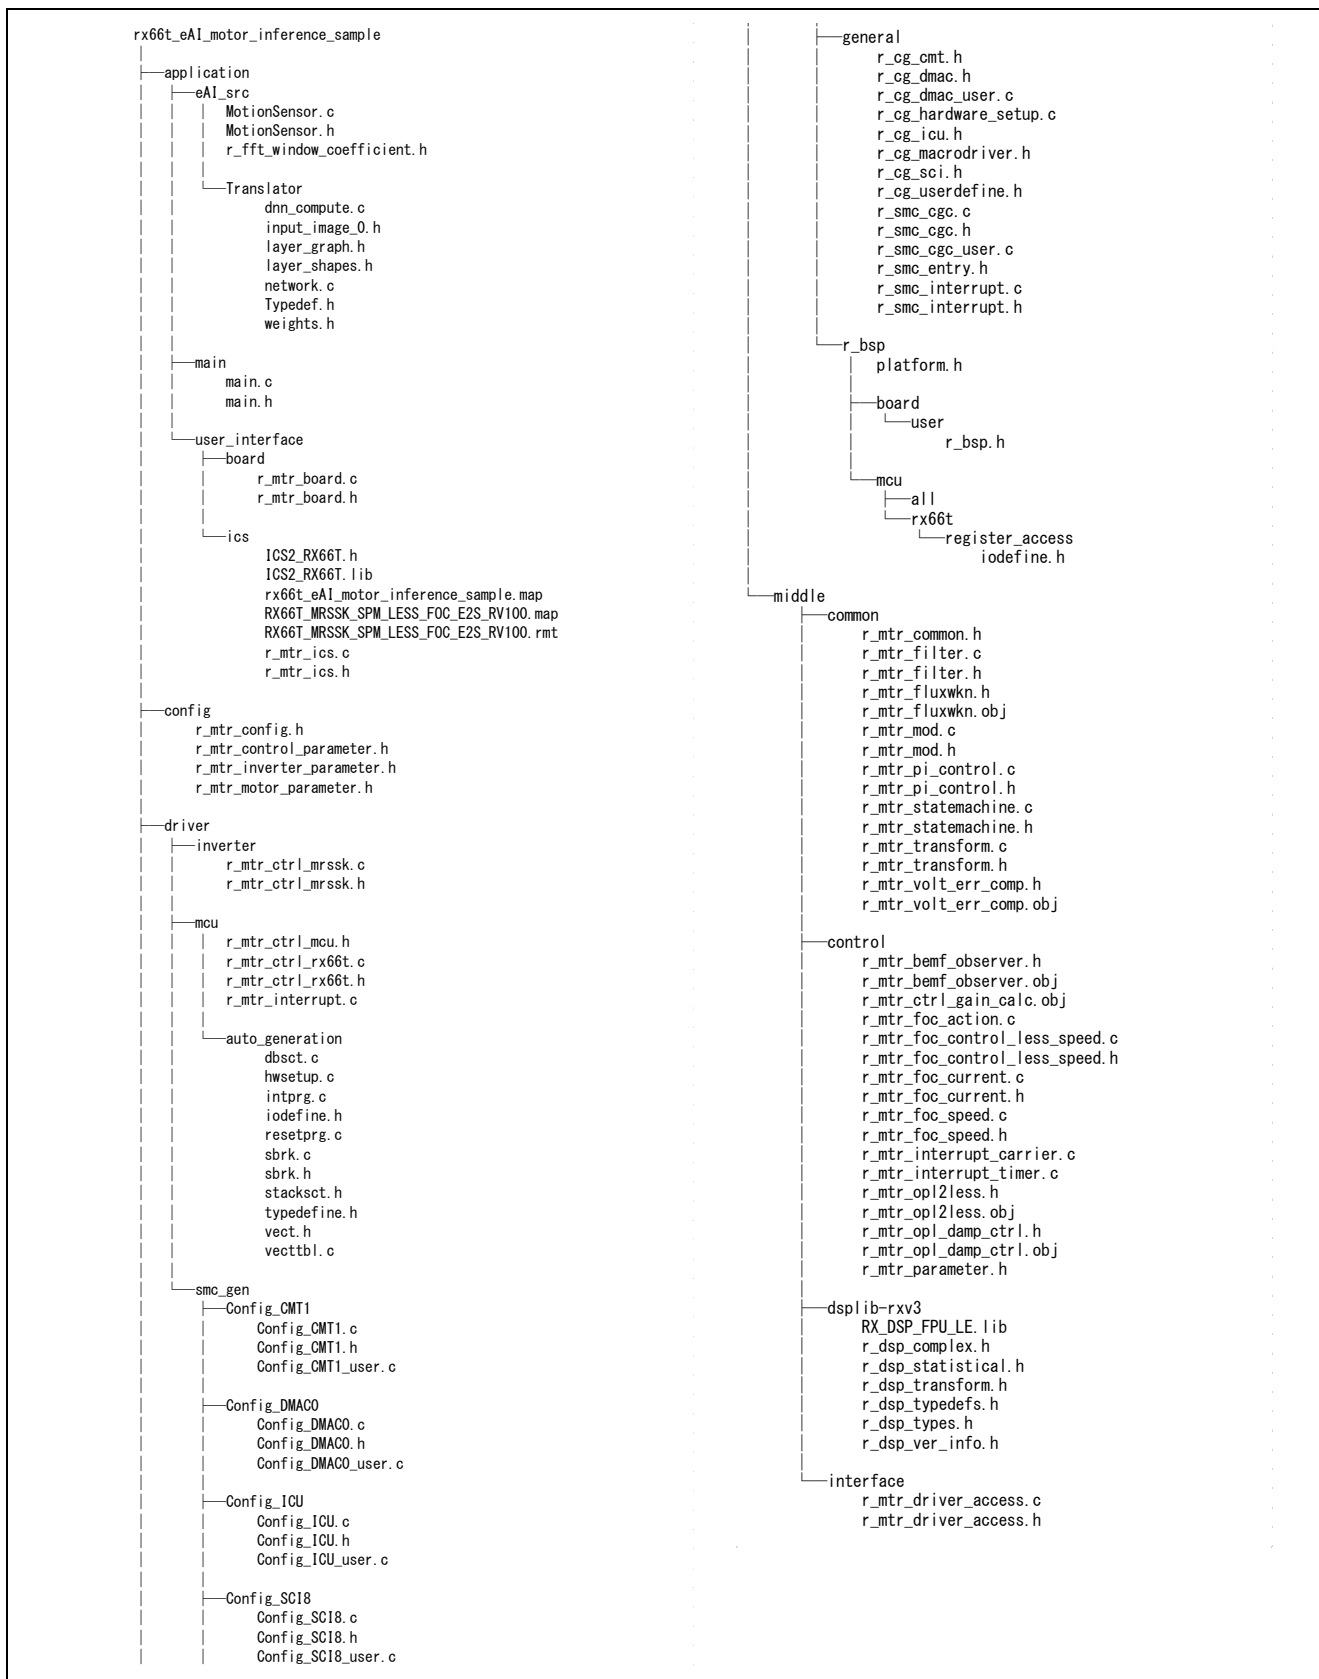 rx66t_eAI_motor_inference_sample
application
eAI_src
MotionSensor.c
MotionSensor.h
r_fft_window_coefficient.h
Translator
dnn_compute.c
input_image_0.h
layer_graph.h
layer_shapes.h
network.c
Typedef.h
weights.h
main
main.c
main.h
user_interface
board
r_mtr_board.c
r_mtr_board.h
ics
ICS2_RX66T.h
ICS2_RX66T.lib
rx66t_eAI_motor_inference_sample.map
RX66T_MRSSK_SPM_LESS_FOC_E2S_RV100.map
RX66T_MRSSK_SPM_LESS_FOC_E2S_RV100.rmt
r_mtr_ics.c
r_mtr_ics.h
config
r_mtr_config.h
r_mtr_control_parameter.h
r_mtr_inverter_parameter.h
r_mtr_motor_parameter.h
driver
inverter
r_mtr_ctrl_mrssk.c
r_mtr_ctrl_mrssk.h
mcu
r_mtr_ctrl_mcu.h
r_mtr_ctrl_rx66t.c
r_mtr_ctrl_rx66t.h
r_mtr_interrupt.c
auto_generation
dbsct.c
hwsetup.c
intprg.c
iodefine.h
resetprg.c
sbrk.c
sbrk.h
stacksct.h
typedefine.h
vect.h
vecttbl.c
smc_gen
Config_CMT1
Config_CMT1.c
Config_CMT1.h
Config_CMT1_user.c
Config_DMAC0
Config_DMAC0.c
Config_DMAC0.h
Config_DMAC0_user.c
Config_ICU
Config_ICU.c
Config_ICU.h
Config_ICU_user.c
Config_SCI8
Config_SCI8.c
Config_SCI8.h
Config_SCI8_user.c
general
r_cg_cmt.h
r_cg_dmac.h
r_cg_dmac_user.c
r_cg_hardware_setup.c
r_cg_icu.h
r_cg_macrodriver.h
r_cg_sci.h
r_cg_userdefine.h
r_smc_cgc.c
r_smc_cgc.h
r_smc_cgc_user.c
r_smc_entry.h
r_smc_interrupt.c
r_smc_interrupt.h
r_bsp
platform.h
board
user
r_bsp.h
mcu
all
rx66t
register_access
iodefine.h
middle
common
r_mtr_common.h
r_mtr_filter.c
r_mtr_filter.h
r_mtr_fluxwkn.h
r_mtr_fluxwkn.obj
r_mtr_mod.c
r_mtr_mod.h
r_mtr_pi_control.c
r_mtr_pi_control.h
r_mtr_statemachine.c
r_mtr_statemachine.h
r_mtr_transform.c
r_mtr_transform.h
r_mtr_volt_err_comp.h
r_mtr_volt_err_comp.obj
control
r_mtr_bemf_observer.h
r_mtr_bemf_observer.obj
r_mtr_ctrl_gain_calc.obj
r_mtr_foc_action.c
r_mtr_foc_control_less_speed.c
r_mtr_foc_control_less_speed.h
r_mtr_foc_current.c
r_mtr_foc_current.h
r_mtr_foc_speed.c
r_mtr_foc_speed.h
r_mtr_interrupt_carrier.c
r_mtr_interrupt_timer.c
r_mtr_opl2less.h
r_mtr_opl2less.obj
r_mtr_opl_damp_ctrl.h
r_mtr_opl_damp_ctrl.obj
r_mtr_parameter.h
dsplib-rxv3
RX_DSP_FPU_LE.lib
r_dsp_complex.h
r_dsp_statistical.h
r_dsp_transform.h
r_dsp_typedefs.h
r_dsp_types.h
r_dsp_ver_info.h
interface
r_mtr_driver_access.c
r_mtr_driver_access.h